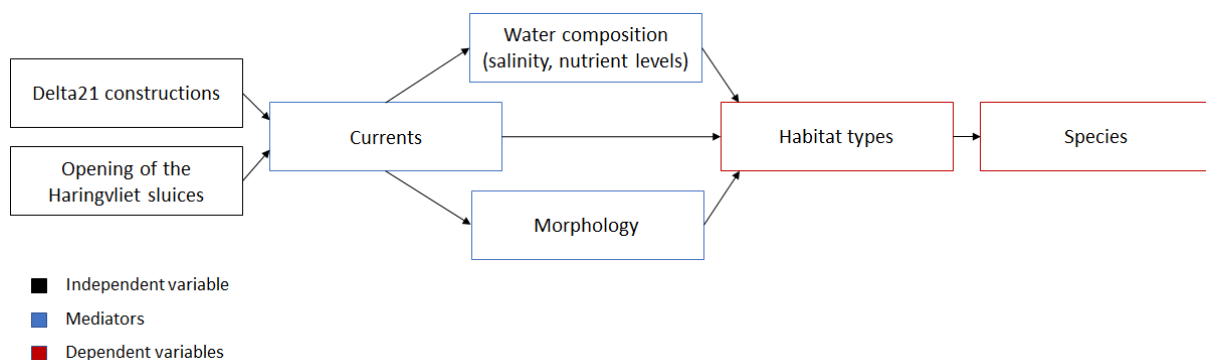 Water composition
(salinity, nutrient levels)
Delta21 constructions
Currents
Habitat types
Species
Opening of the
Haringvliet sluices
Morphology
Independent variable
Mediators
Dependent variables